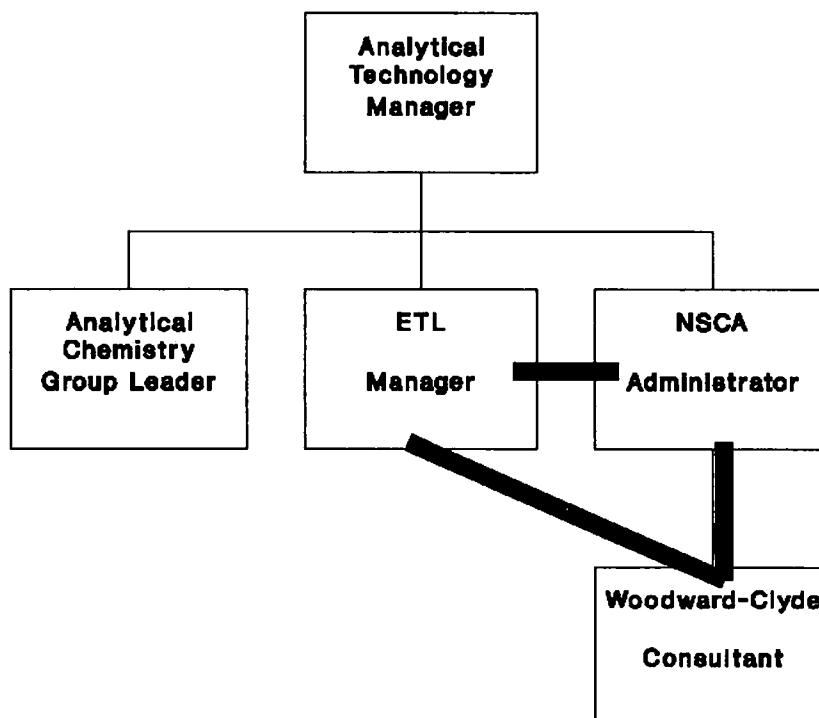 Analytical
Technology
Manager
Analytical
Chemistry
Group Leader
ETL
Manager
NSCA
Administrator
Woodward-Clyde
Consultant